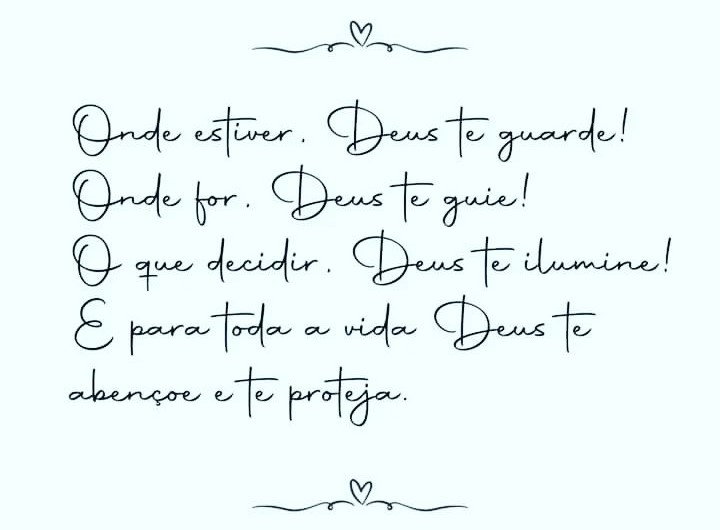 Onde estiver. Deus te guarde!
Onde for. Deus te guie!
O que decidir. Deus te ilumine!
E para toda a vida Deus te
abençoe e te proteja.